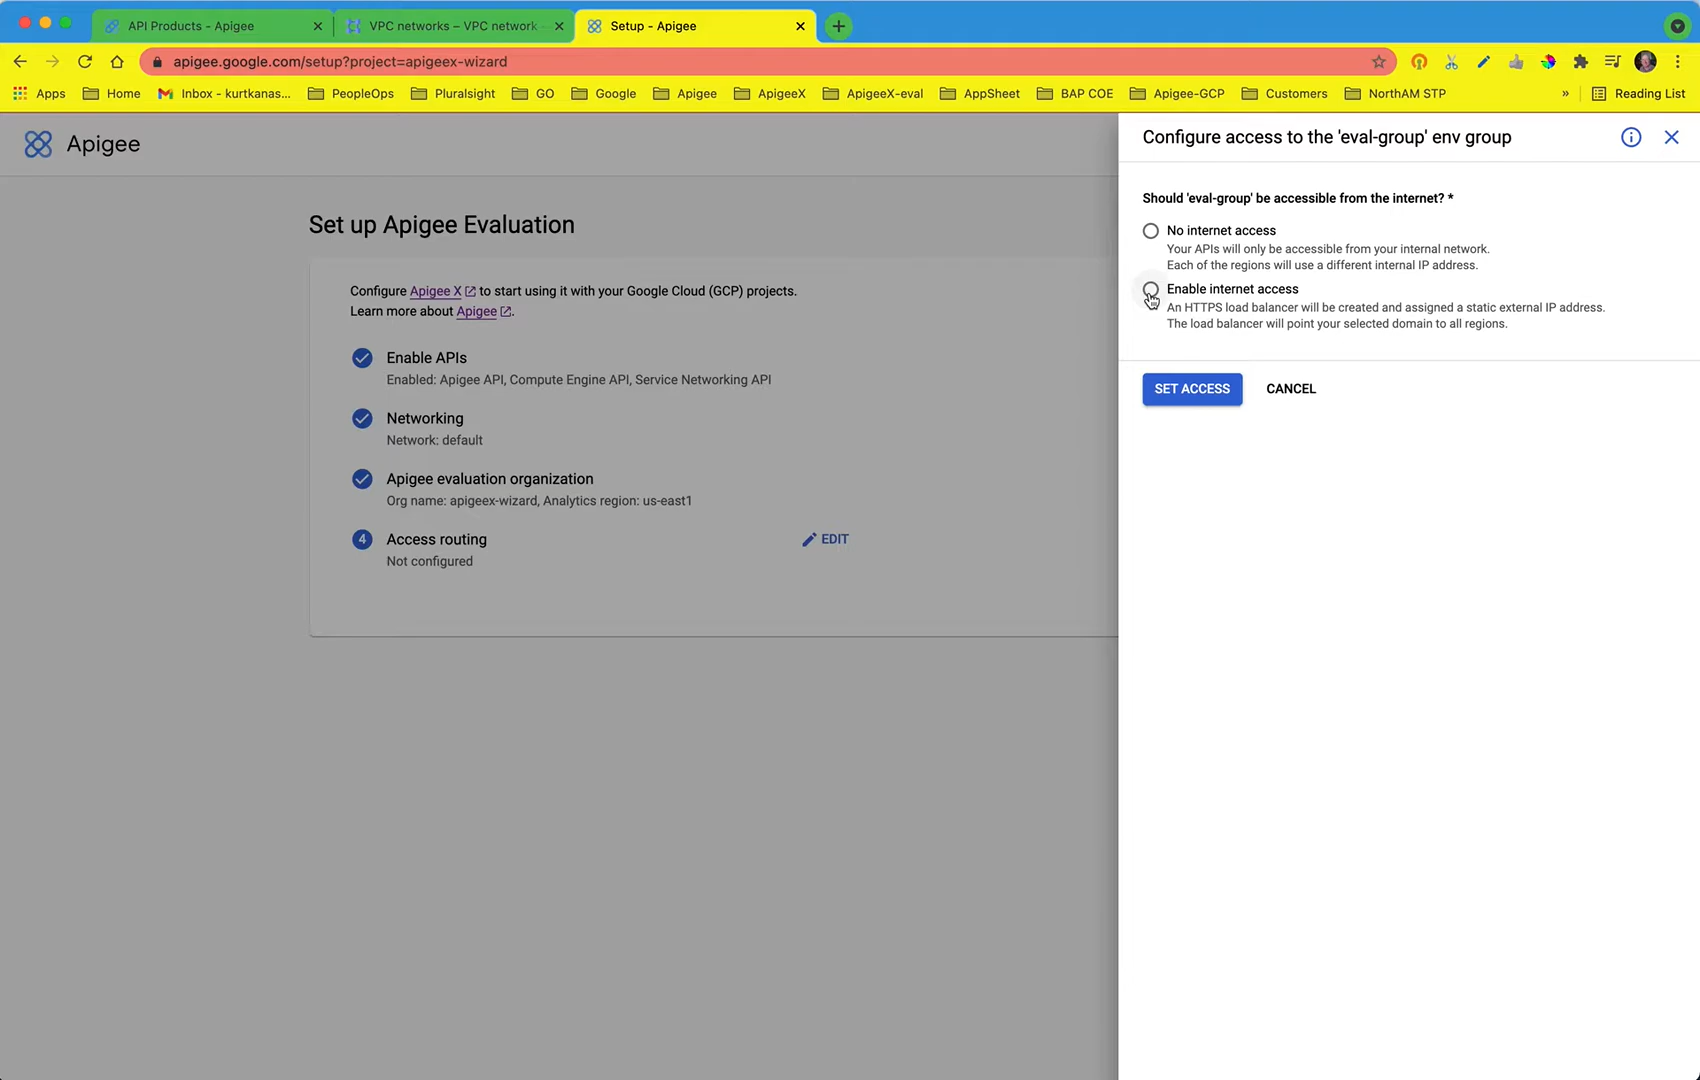 API Products - Apigee
VPC networks – VPC network
Setup - Apigee
apigee.google.com/setup?project=apigeex-wizard
Apps
Home
Inbox - kurtkanas...
PeopleOps
Pluralsight
GO
Google
Apigee
ApigeeX
ApigeeX-eval
AppSheet
BAP COE
Apigee-GCP
Customers
NorthAM STP
»
Reading List
Apigee
Set up Apigee Evaluation
Configure Apigee X to start using it with your Google Cloud (GCP) projects.
Learn more about Apigee.
Enable APIs
Enabled: Apigee API, Compute Engine API, Service Networking API
Networking
Network: default
Apigee evaluation organization
Org name: apigeex-wizard, Analytics region: us-east1
4 Access routing
EDIT
Not configured
Configure access to the 'eval-group' env group
Should 'eval-group' be accessible from the internet? *
No internet access
Your APIs will only be accessible from your internal network.
Each of the regions will use a different internal IP address.
Enable internet access
An HTTPS load balancer will be created and assigned a static external IP address.
The load balancer will point your selected domain to all regions.
SET ACCESS
CANCEL